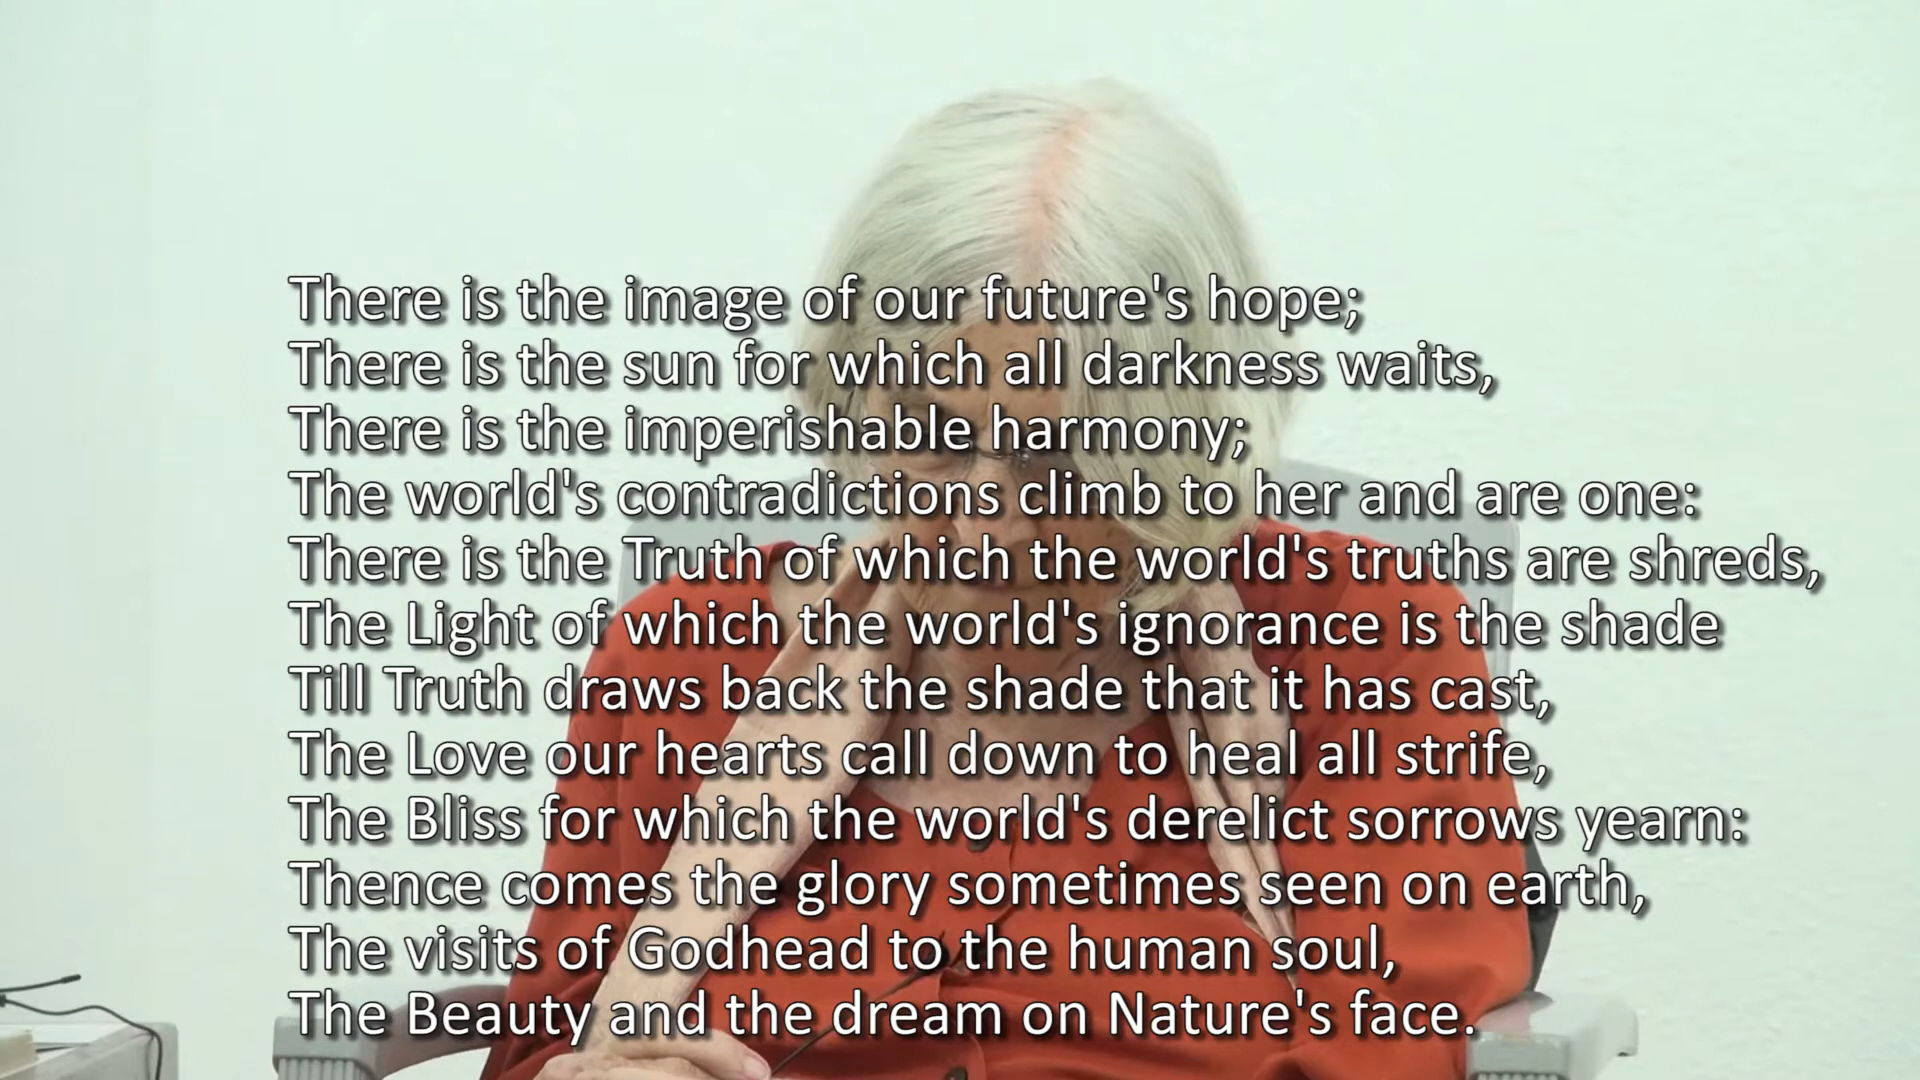 There is the image of our future's hope;
There is the sun for which all darkness waits,
There is the imperishable harmony;
The world's contradictions climb to her and are one:
There is the Truth of which the world's truths are shreds,
The Light of which the world's ignorance is the shade
Till Truth draws back the shade that it has cast,
The Love our hearts call down to heal all strife,
The Bliss for which the world's derelict sorrows yearn:
Thence comes the glory sometimes seen on earth,
The visits of Godhead to the human soul,
The Beauty and the dream on Nature's face.